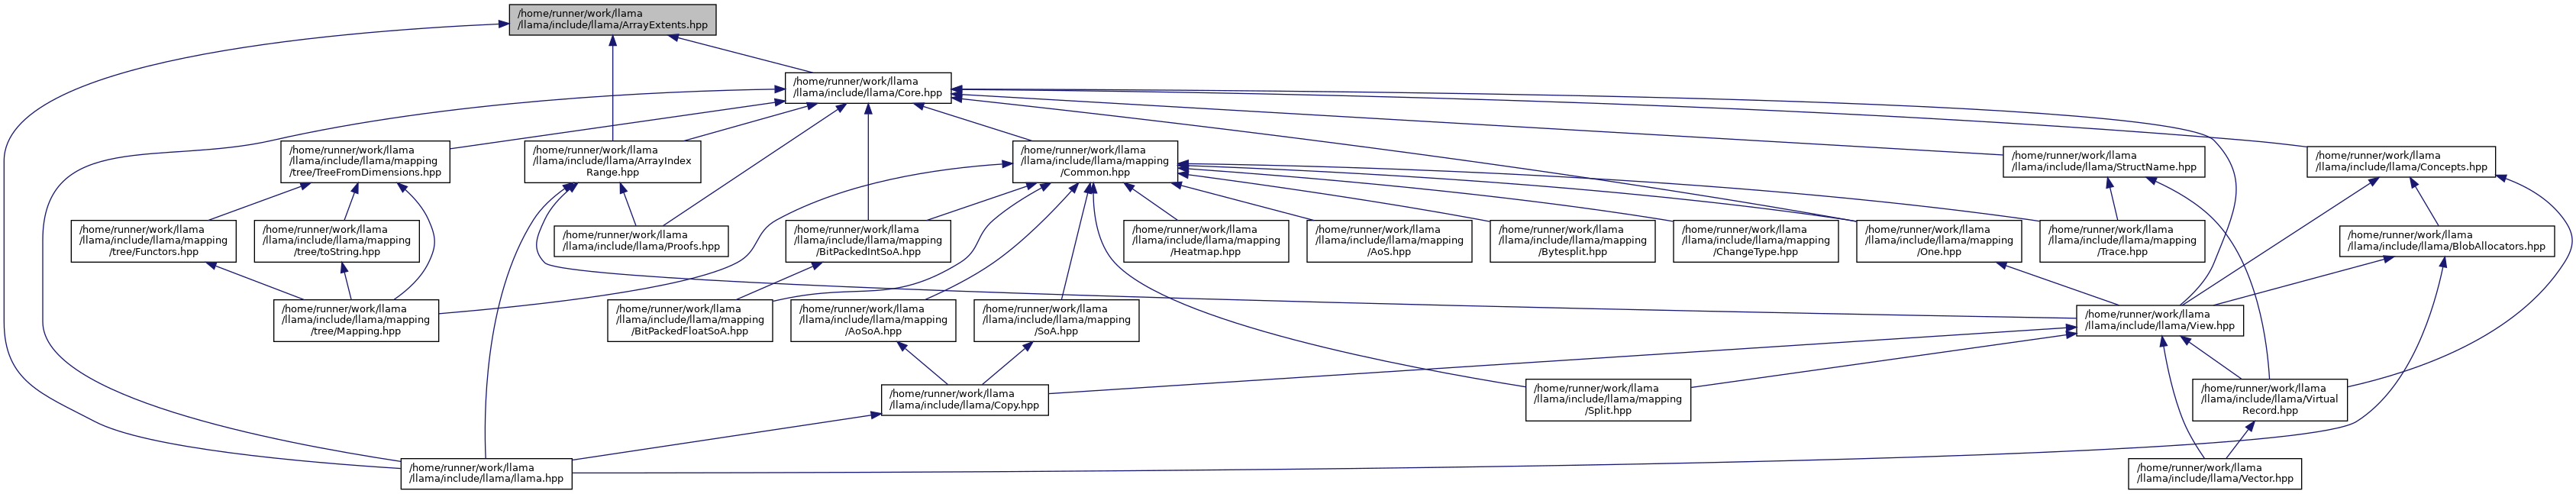 /home/runner/work/llama
/llama/include/llama/ArrayExtents.hpp
/home/runner/work/llama
/llama/include/llama/Core.hpp
/home/runner/work/llama
/llama/include/llama/mapping
/tree/TreeFromDimensions.hpp
/home/runner/work/llama
/llama/include/llama/ArrayIndex
Range.hpp
/home/runner/work/llama
/llama/include/llama/mapping
/Common.hpp
/home/runner/work/llama
/llama/include/llama/StructName.hpp
/home/runner/work/llama
/llama/include/llama/Concepts.hpp
/home/runner/work/llama
/llama/include/llama/mapping
/tree/Functors.hpp
/home/runner/work/llama
/llama/include/llama/mapping
/tree/toString.hpp
/home/runner/work/llama
/llama/include/llama/Proofs.hpp
/home/runner/work/llama
/llama/include/llama/mapping
/BitPackedIntSoA.hpp
/home/runner/work/llama
/llama/include/llama/mapping
/Heatmap.hpp
/home/runner/work/llama
/llama/include/llama/mapping
/AoS.hpp
/home/runner/work/llama
/llama/include/llama/mapping
/Bytesplit.hpp
/home/runner/work/llama
/llama/include/llama/mapping
/ChangeType.hpp
/home/runner/work/llama
/llama/include/llama/mapping
/One.hpp
/home/runner/work/llama
/llama/include/llama/mapping
/Trace.hpp
/home/runner/work/llama
/llama/include/llama/BlobAllocators.hpp
/home/runner/work/llama
/llama/include/llama/mapping
/tree/Mapping.hpp
/home/runner/work/llama
/llama/include/llama/mapping
/BitPackedFloatSoA.hpp
/home/runner/work/llama
/llama/include/llama/mapping
/AoSoA.hpp
/home/runner/work/llama
/llama/include/llama/mapping
/SoA.hpp
/home/runner/work/llama
/llama/include/llama/View.hpp
/home/runner/work/llama
/llama/include/llama/Copy.hpp
/home/runner/work/llama
/llama/include/llama/mapping
/Split.hpp
/home/runner/work/llama
/llama/include/llama/Virtual
Record.hpp
/home/runner/work/llama
/llama/include/llama/llama.hpp
/home/runner/work/llama
/llama/include/llama/Vector.hpp